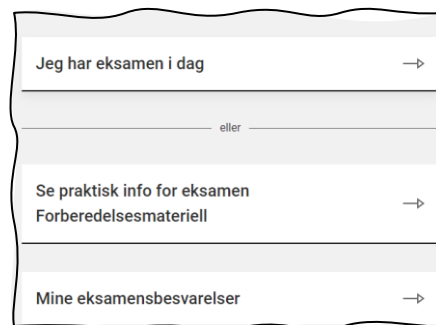 Jeg har eksamen i dag
eller
Se praktisk info for eksamen
Forberedelsesmateriell
Mine eksamensbesvarelser